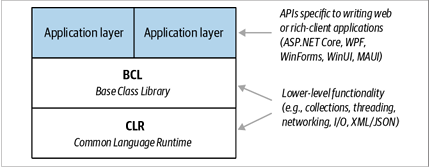 Application layer
Application layer
BCL
Base Class Library
CLR
Common Language Runtime
APIs specific to writing web
or rich-client applications
(ASP.NET Core, WPF,
WinForms, WinUI, MAUI)
Lower-level functionality
(e.g., collections, threading,
networking, I/O, XML/JSON)